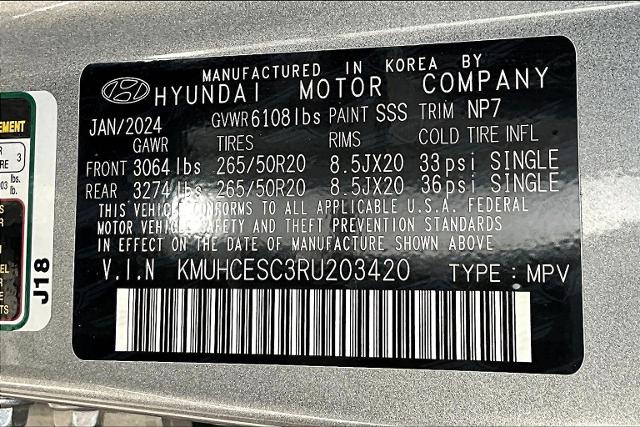 MANUFACTURED IN KOREA BY
HYUNDAI MOTOR COMPANY
JAN/2024 GVWR 6108 lbs PAINT SSS TRIM NP7
GAWR TIRES RIMS COLD TIRE INFL
FRONT 3064 lbs 265/50R20 8.5JX20 33 psi SINGLE
REAR 3274 lbs 265/50R20 8.5JX20 36 psi SINGLE
THIS VEHICLE CONFORMS TO ALL APPLICABLE U.S.A. FEDERAL
MOTOR VEHICLE SAFETY AND THEFT PREVENTION STANDARDS
IN EFFECT ON THE DATE OF MANUFACTURE SHOWN ABOVE
V.I.N KMUHCESC3RU203420 TYPE : MPV
J18
EMENT
3